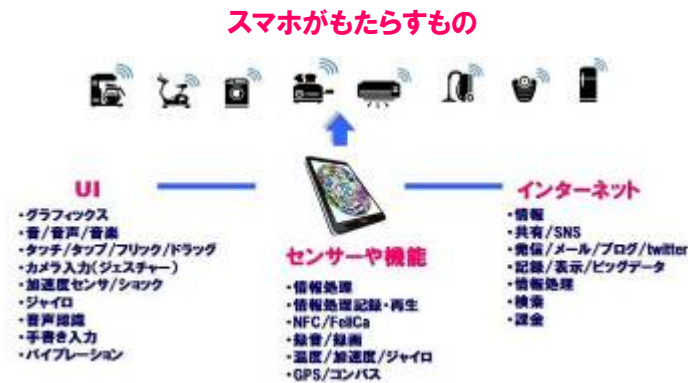 スマホがもたらすもの
UI
・グラフィックス
・音/音声/音楽
・タッチ/タップ/フリック/ドラッグ
・カメラ入力(ジェスチャー)
・加速度センサ/ショック
・ジャイロ
・音声認識
・手書き入力
・バイブレーション
センサーや機能
・情報処理
・情報処理記録・再生
・NFC/FeliCa
・録音/録画
・温度/加速度/ジャイロ
・GPS/コンパス
インターネット
・情報
・共有/SNS
・発信/メール/ブログ/twitter
・記録/表示/ビッグデータ
・情報処理
・検索
・課金